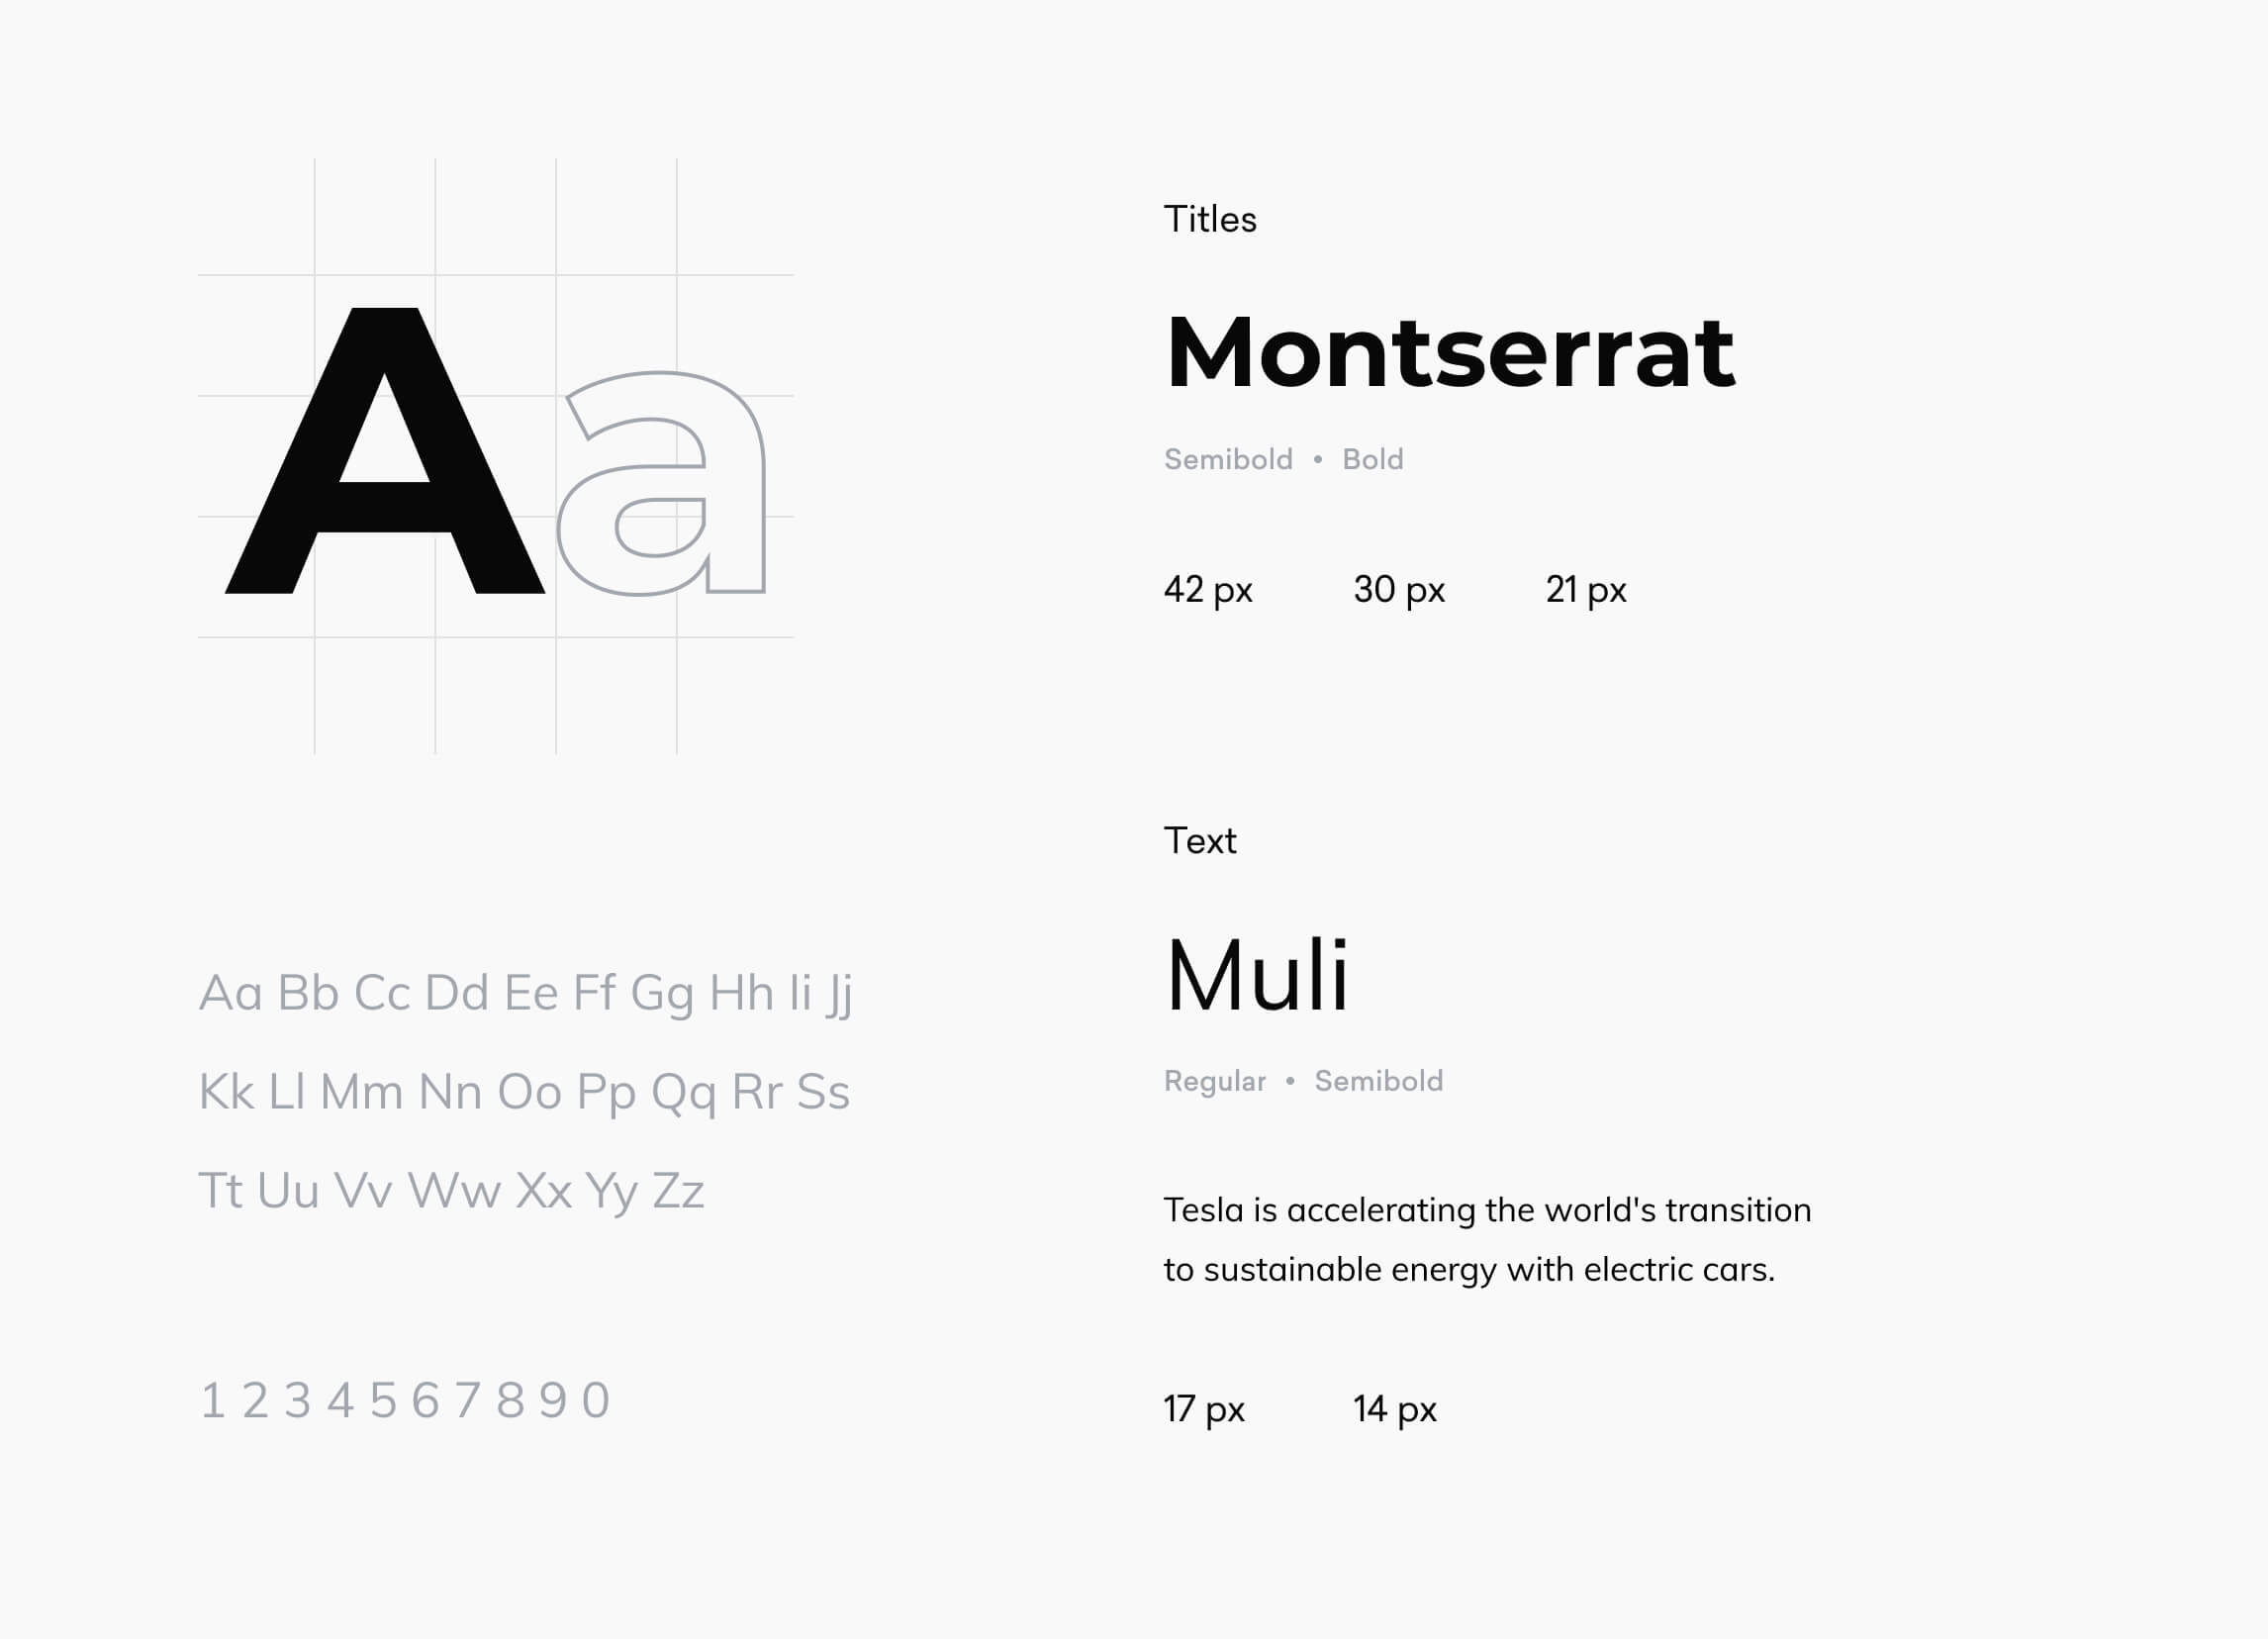 Aa
Aa Bb Cc Dd Ee Ff Gg Hh Ii Jj
Kk Ll Mm Nn Oo Pp Qq Rr Ss
Tt Uu Vv Ww Xx Yy Zz
1 2 3 4 5 6 7 8 9 0
Titles
Montserrat
Semibold • Bold
42 px 30 px 21 px
Text
Muli
Regular • Semibold
Tesla is accelerating the world's transition
to sustainable energy with electric cars.
17 px 14 px